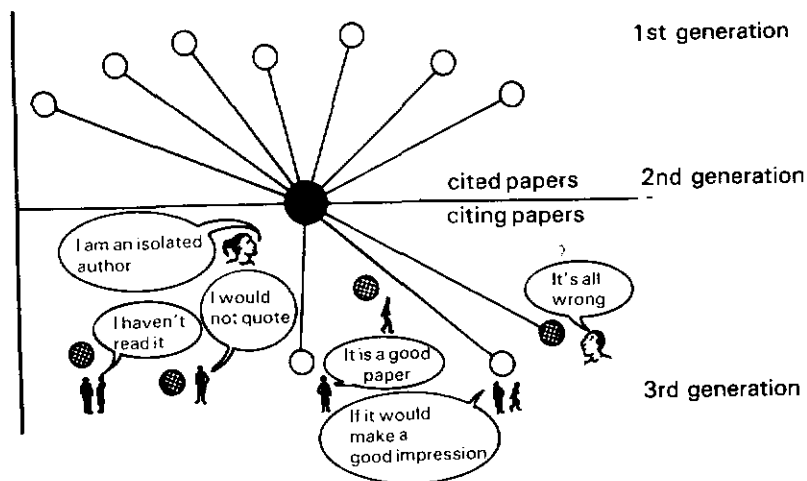 1st generation
cited papers
2nd generation
citing papers
I am an isolated
author
I would
not quote
It's all
wrong
I haven't
read it
It is a good
paper
3rd generation
If it would
make a
good impression